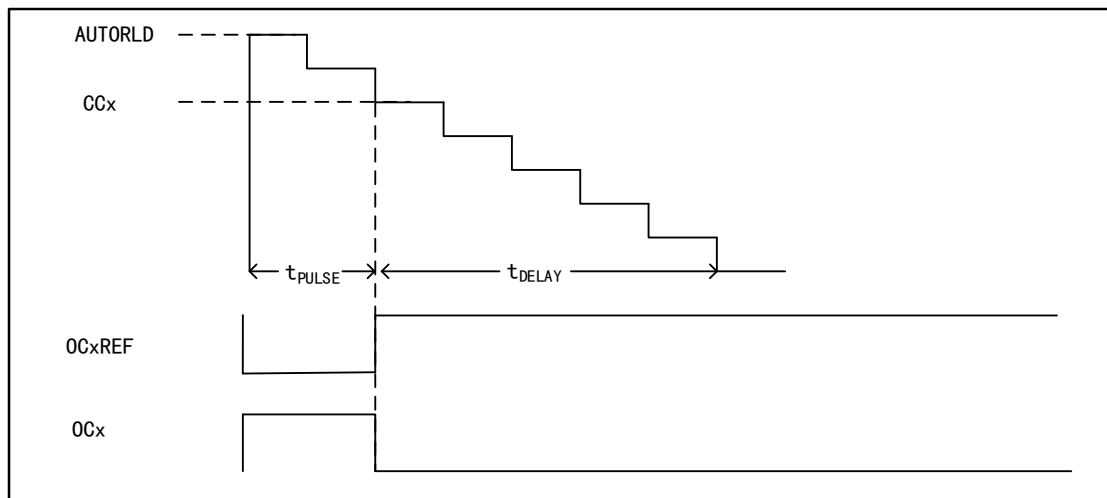 AUTORLD
CCx
tPULSE
tDELAY
OCxREF
OCx